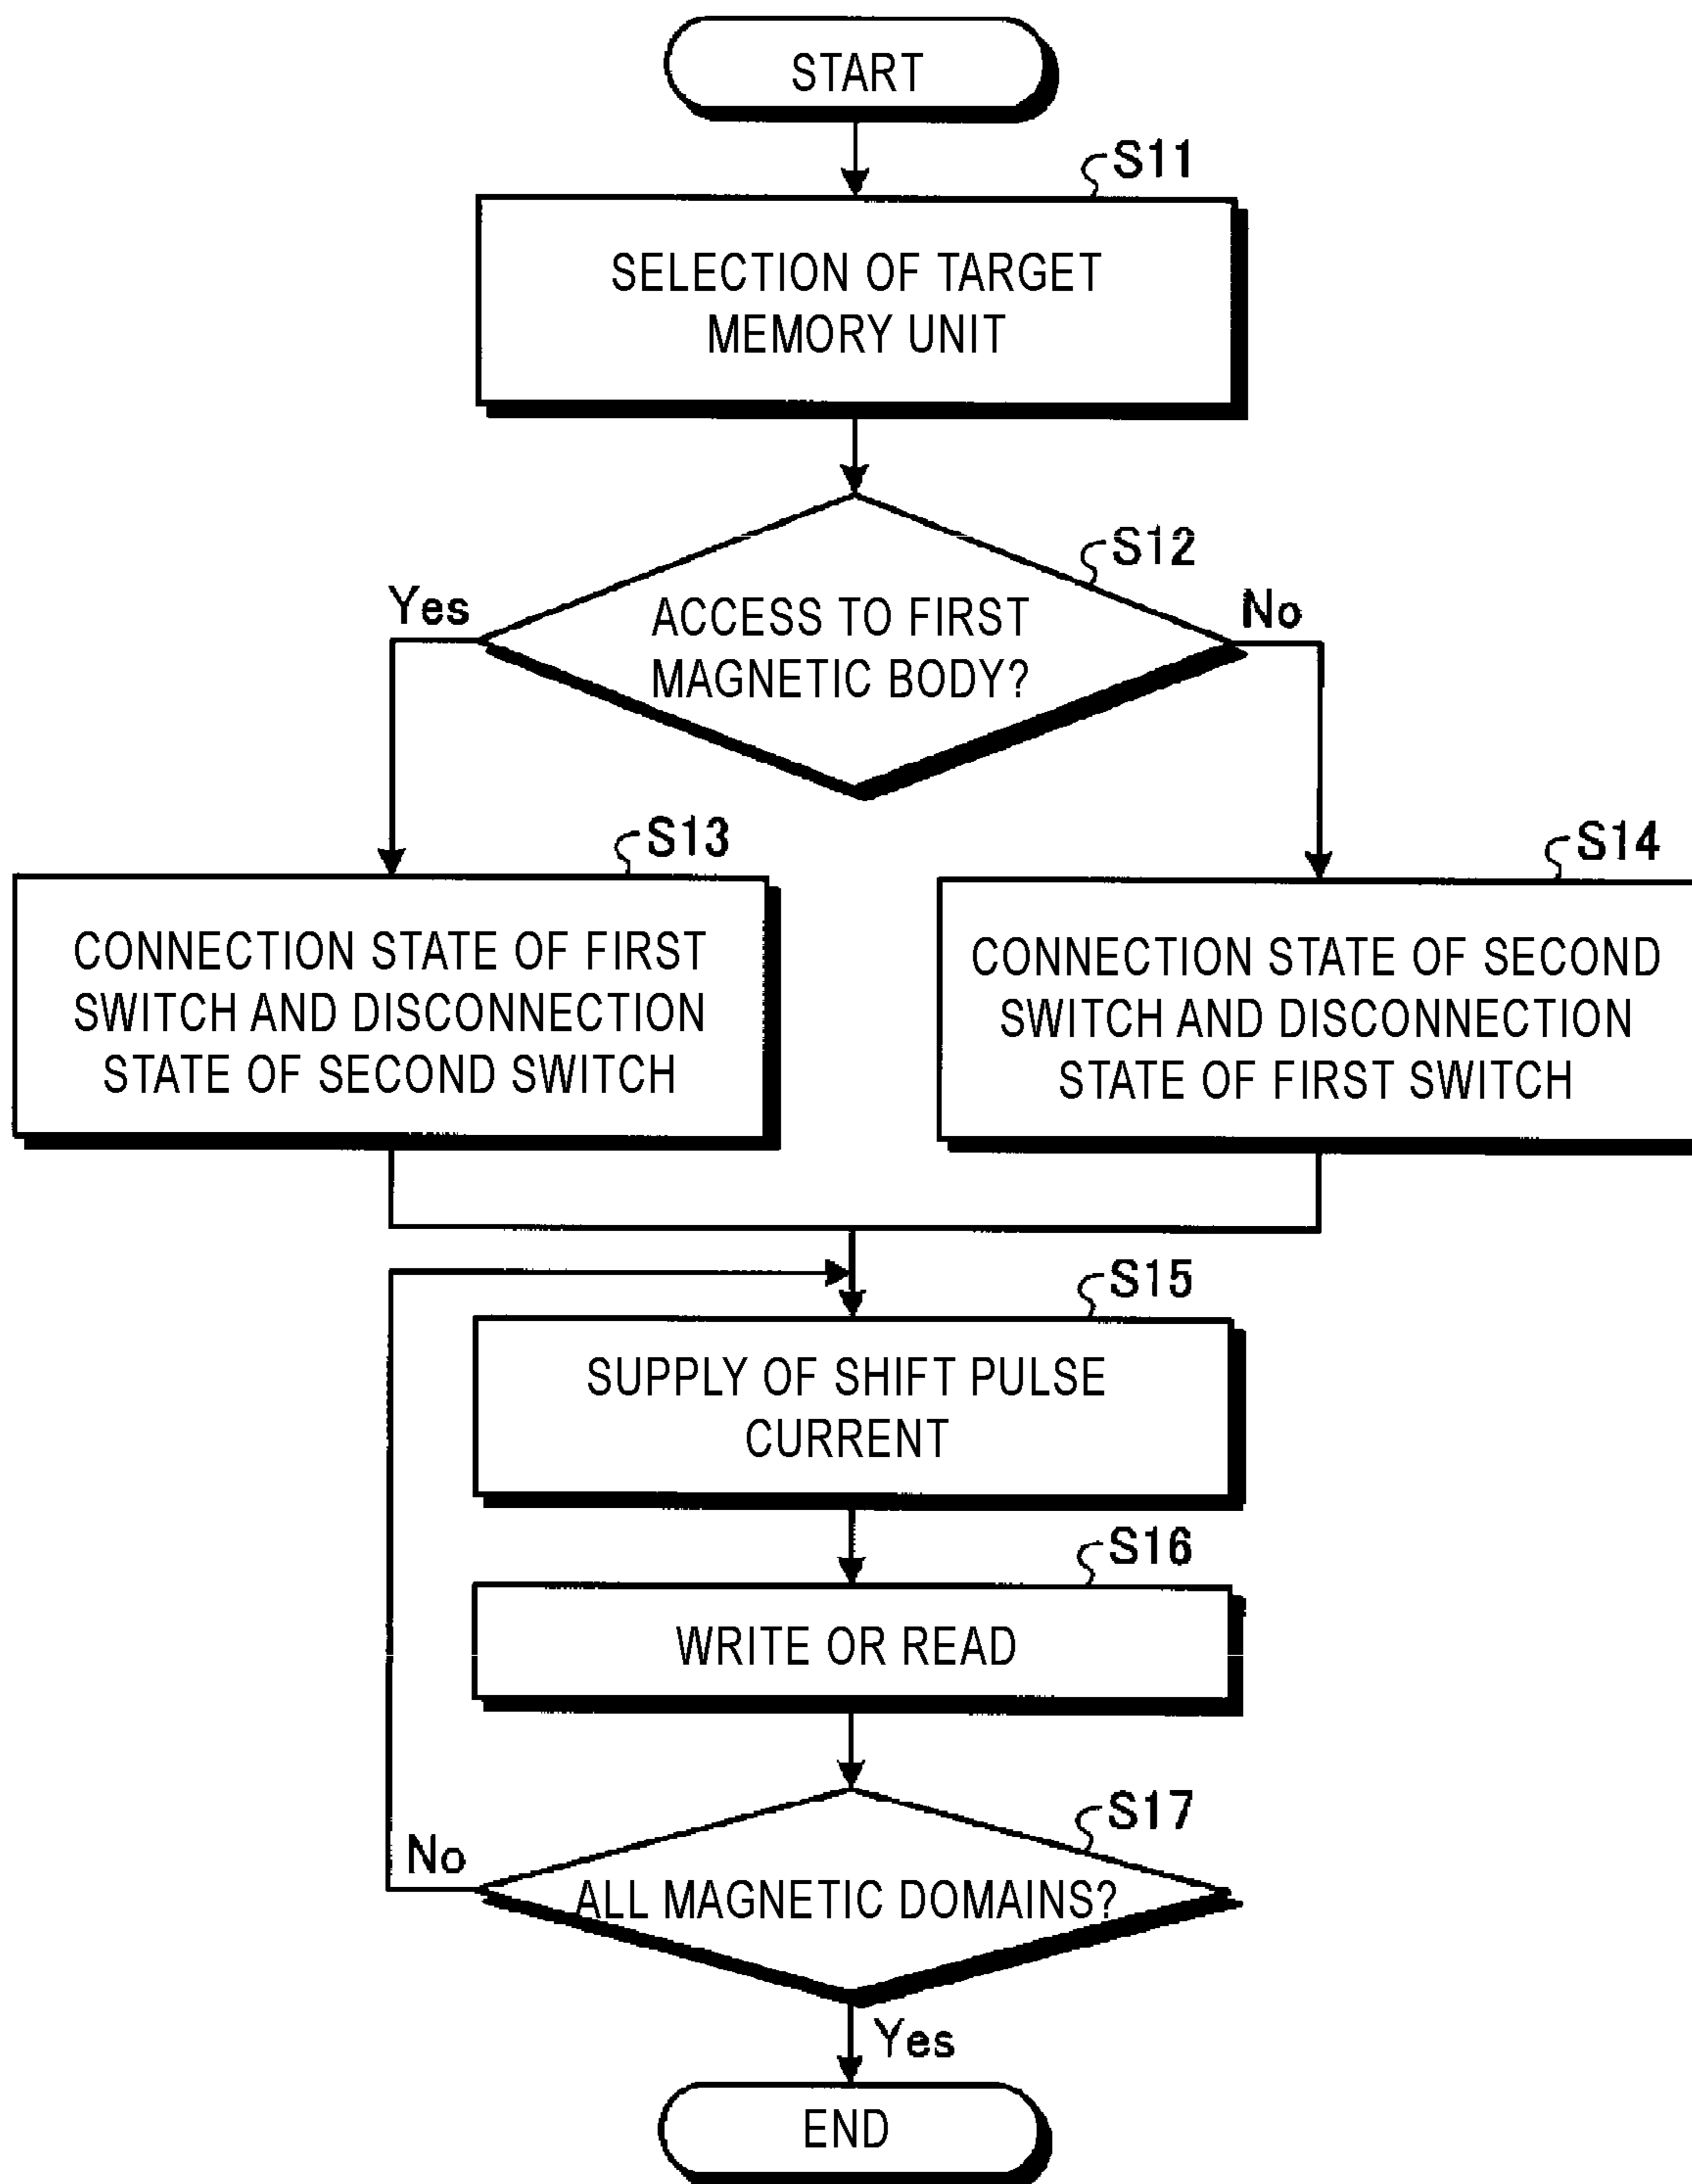 START
S11
SELECTION OF TARGET
MEMORY UNIT
S12
Yes
No
ACCESS TO FIRST
MAGNETIC BODY?
S13
S14
CONNECTION STATE OF FIRST
SWITCH AND DISCONNECTION
STATE OF SECOND SWITCH
CONNECTION STATE OF SECOND
SWITCH AND DISCONNECTION
STATE OF FIRST SWITCH
S15
SUPPLY OF SHIFT PULSE
CURRENT
S16
WRITE OR READ
S17
No
ALL MAGNETIC DOMAINS?
Yes
END